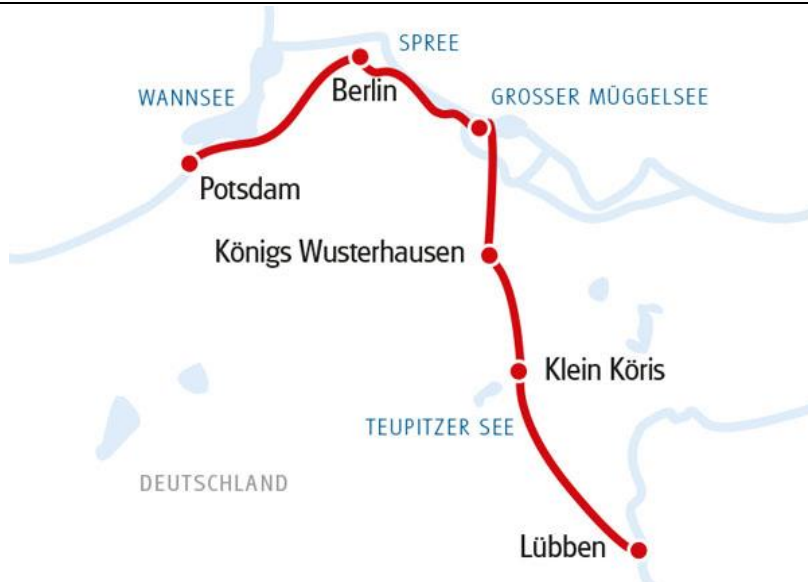 SPREE
WANNSEE
Berlin
GROSSER MÜGGELSEE
Potsdam
Königs Wusterhausen
Klein Köris
TEUPITZER SEE
DEUTSCHLAND
Lübben